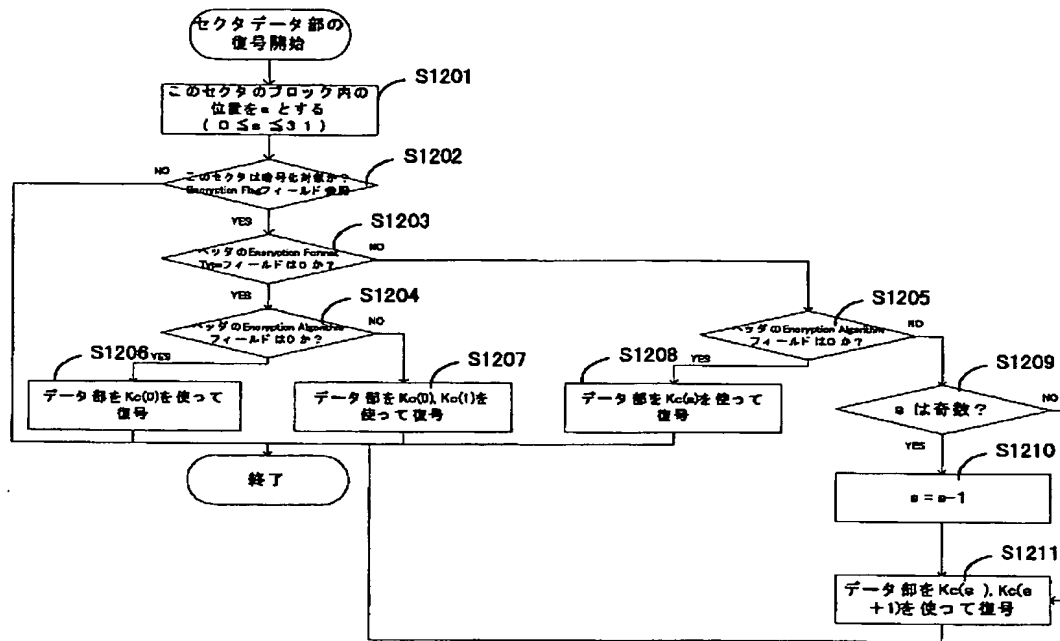 セクタデータ部の
復号開始
S1201
このセクタのブロック内の
位置をsとする
(0≦s≦31)
S1202
NO
このセクタは暗号化対象か?
Encryption Flagフィールド参照
YES
S1203
ヘッダのEncryption Format
Typeフィールドは0か?
NO
YES
S1204
ヘッダのEncryption Algorithm
フィールドは0か?
NO
YES
S1205
ヘッダのEncryption Algorithm
フィールドは0か?
NO
YES
S1206
データ部をKc(0)を使って
復号
S1207
データ部をKc(0), Kc(1)を
使って復号
S1208
データ部をKc(s)を使って
復号
S1209
s は奇数?
NO
YES
S1210
s=s-1
S1211
データ部をKc(s), Kc(s
+1)を使って復号
終了